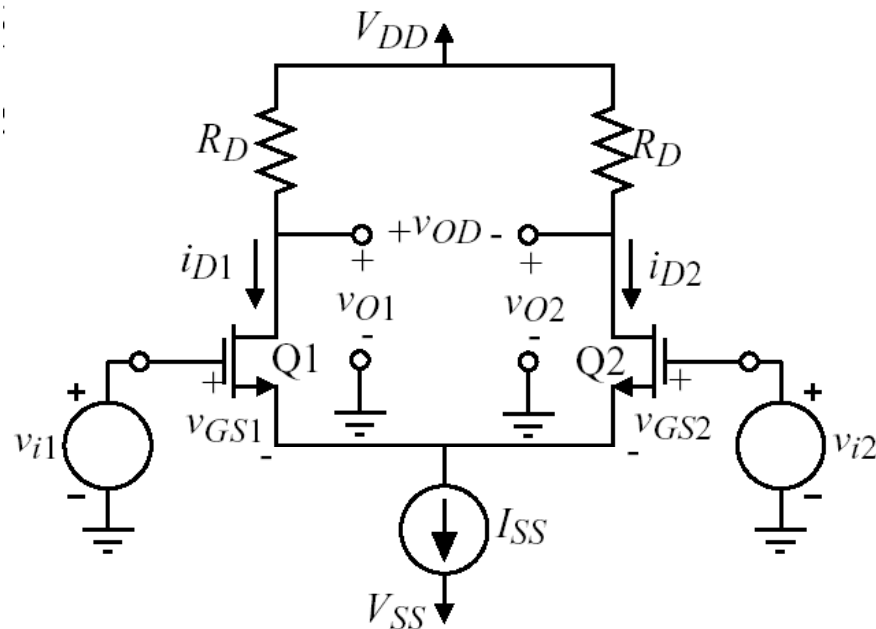 V_DD
R_D R_D
+ v_OD -
i_D1 + + i_D2
v_O1 v_O2
- -
Q1 Q2
+ + + +
v_GS1 v_GS2
v_i1 v_i2
- - - -
I_SS
V_SS